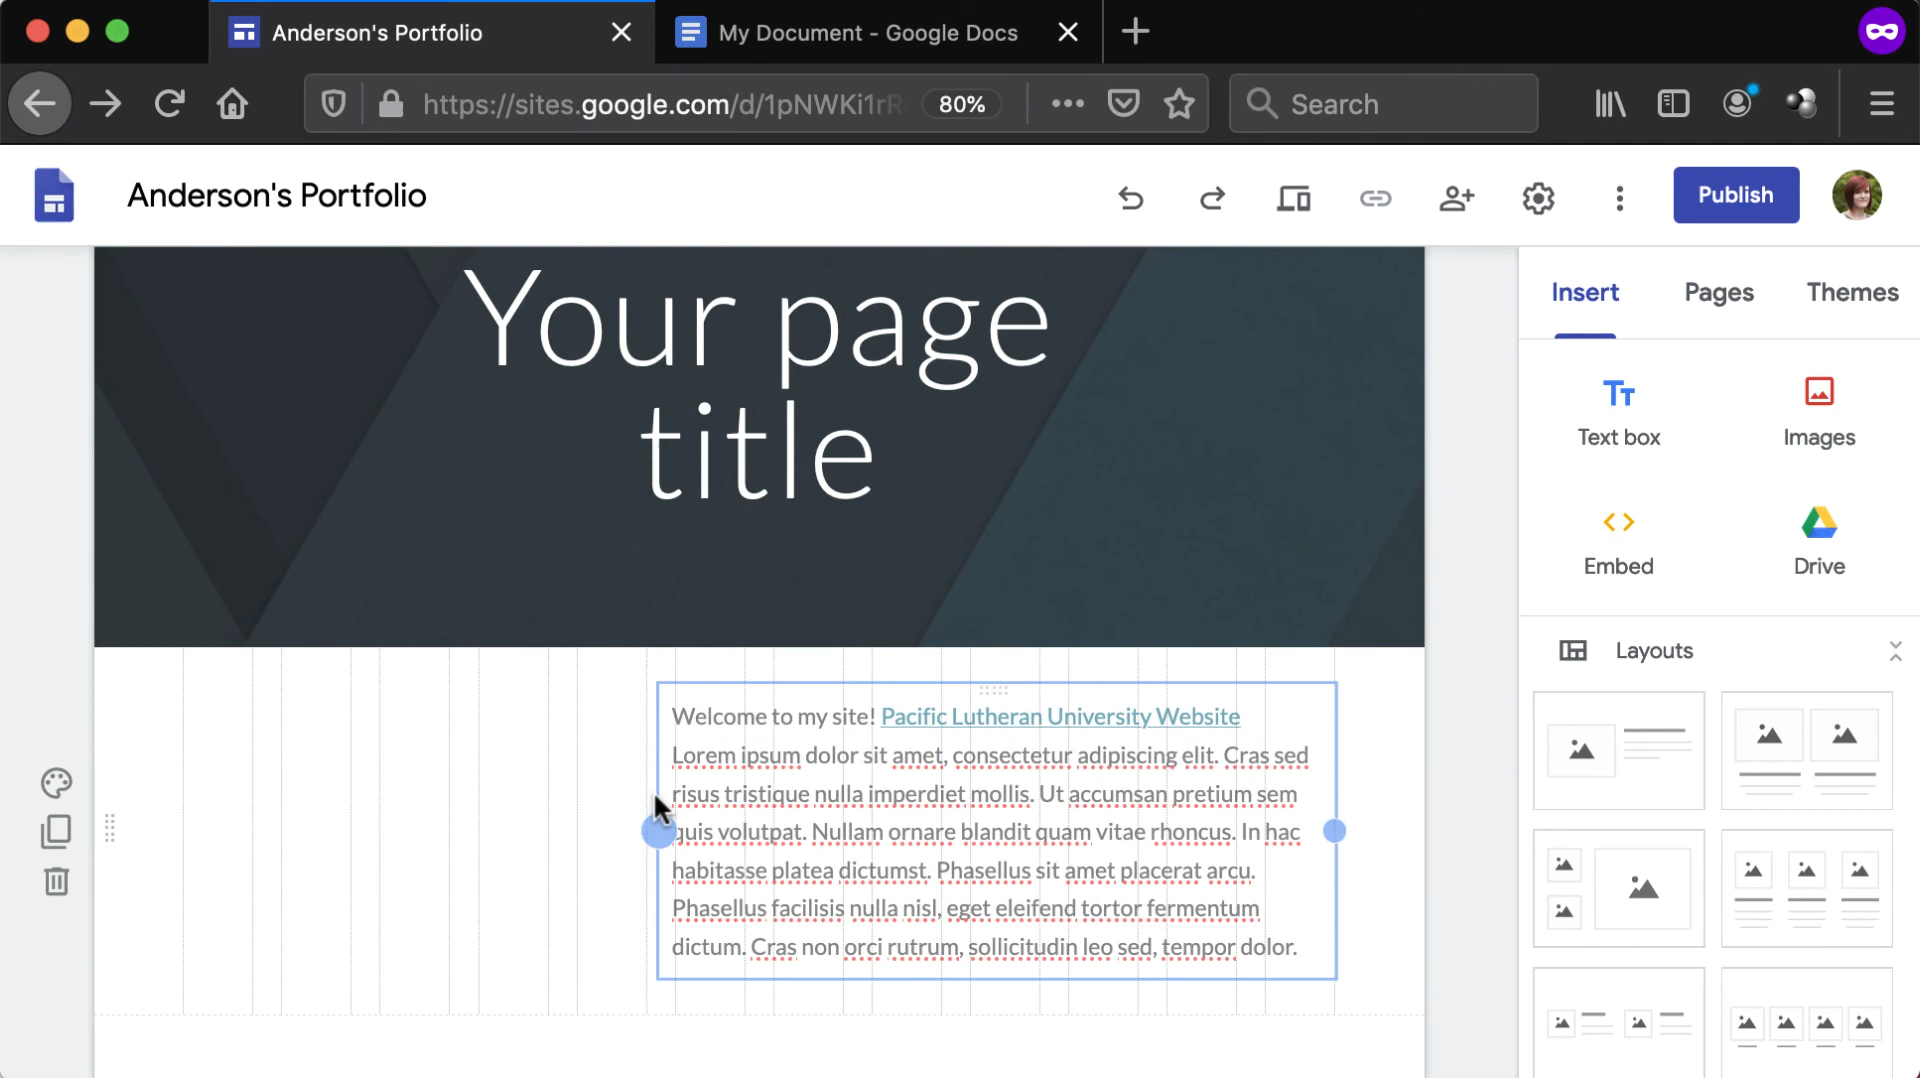 Anderson's Portfolio
My Document - Google Docs
https://sites.google.com/d/1pNWKi1rR
80%
Search
Anderson's Portfolio
Publish
Your page
title
Insert
Pages
Themes
Text box
Images
Embed
Drive
Layouts
Welcome to my site! Pacific Lutheran University Website
Lorem ipsum dolor sit amet, consectetur adipiscing elit. Cras sed
risus tristique nulla imperdiet mollis. Ut accumsan pretium sem
quis volutpat. Nullam ornare blandit quam vitae rhoncus. In hac
habitasse platea dictumst. Phasellus sit amet placerat arcu.
Phasellus facilisis nulla nisl, eget eleifend tortor fermentum
dictum. Cras non orci rutrum, sollicitudin leo sed, tempor dolor.